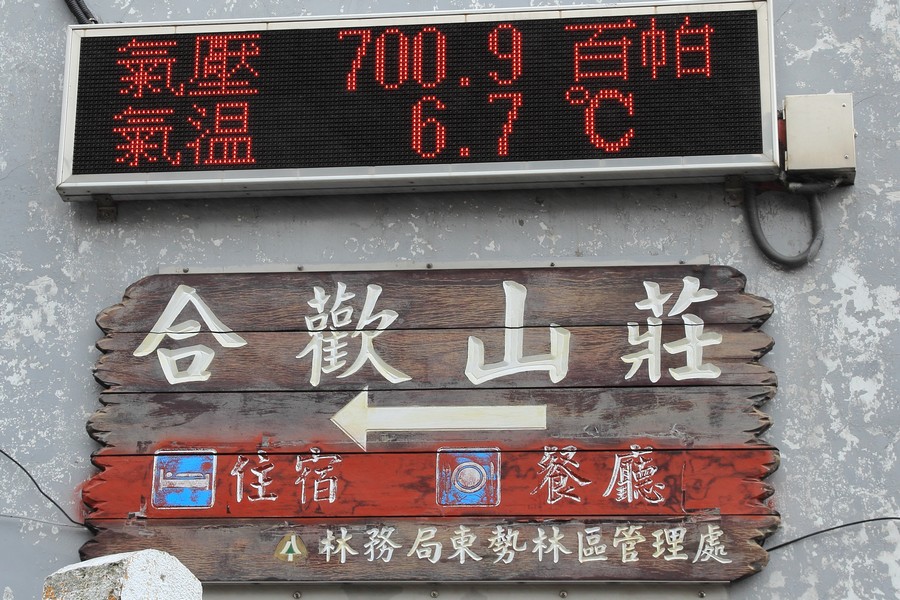 氣壓 700.9 百帕
氣溫 6.7 ℃
合歡山莊
住宿 餐廳
林務局東勢林區管理處